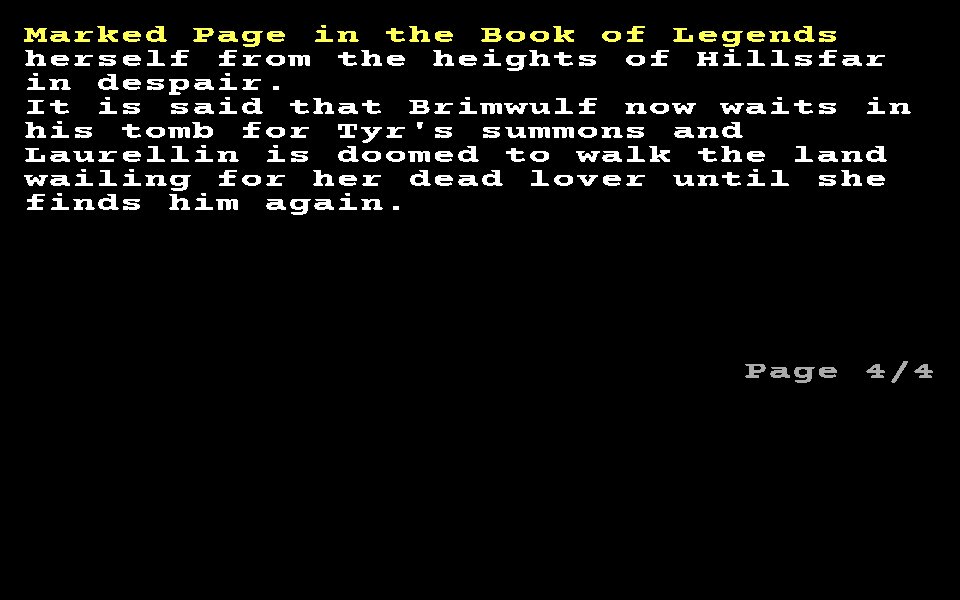 Marked Page in the Book of Legends
herself from the heights of Hillsfar
in despair.
It is said that Brimwulf now waits in
his tomb for Tyr's summons and
Laurellin is doomed to walk the land
wailing for her dead lover until she
finds him again.
Page 4/4